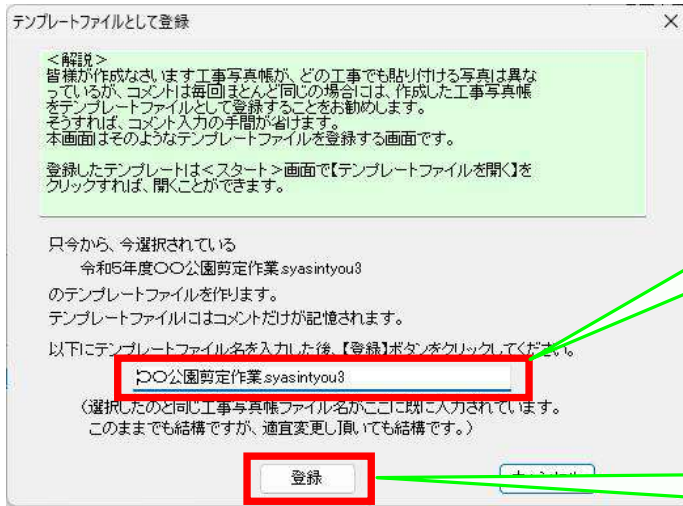 テンプレートファイルとして登録
＜解説＞
皆様が作成なさいます工事写真帳が、どの工事でも貼り付ける写真は異な
っているが、コメントは毎回ほとんど同じの場合には、作成した工事写真帳
をテンプレートファイルとして登録することをお勧めします。
そうすれば、コメント入力の手間が省けます。
本画面はそのようなテンプレートファイルを登録する画面です。
登録したテンプレートは＜スタート＞画面で【テンプレートファイルを開く】を
クリックすれば、開くことができます。
只今から、今選択されている
令和5年度〇〇公園剪定作業.syasintyou3
のテンプレートファイルを作ります。
テンプレートファイルにはコメントだけが記憶されます。
以下にテンプレートファイル名を入力した後、【登録】ボタンをクリックしてください。
〇〇公園剪定作業.syasintyou3
（選択したのと同じ工事写真帳ファイル名がここに既に入力されています。
このままでも結構ですが、適宜変更し頂いても結構です。）
登録